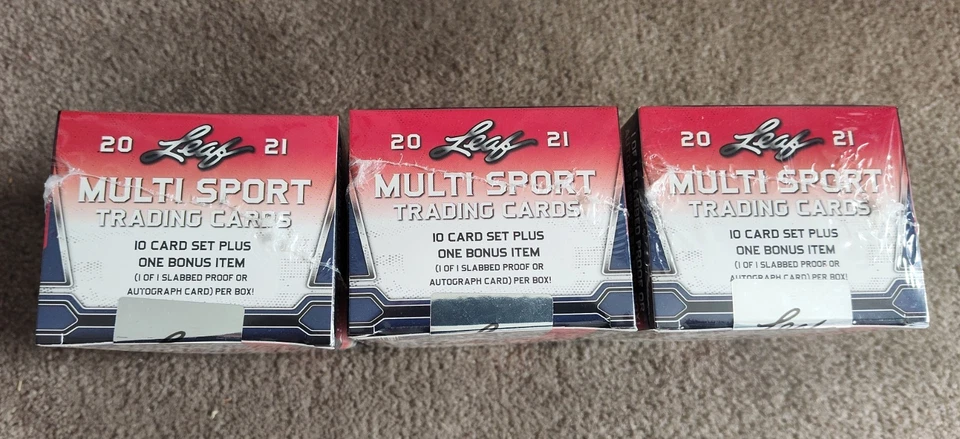 20 Leaf 21
MULTI SPORT
TRADING CARDS
10 CARD SET PLUS
ONE BONUS ITEM
(1 OF 1 SLABBED PROOF OR
AUTOGRAPH CARD) PER BOX!
20 Leaf 21
MULTI SPORT
TRADING CARDS
10 CARD SET PLUS
ONE BONUS ITEM
(1 OF 1 SLABBED PROOF OR
AUTOGRAPH CARD) PER BOX!
Leaf
20 Leaf 21
MULTI SPORT
TRADING CARDS
10 CARD SET PLUS
ONE BONUS ITEM
(1 OF 1 SLABBED PROOF OR
AUTOGRAPH CARD) PER BOX!
Leaf